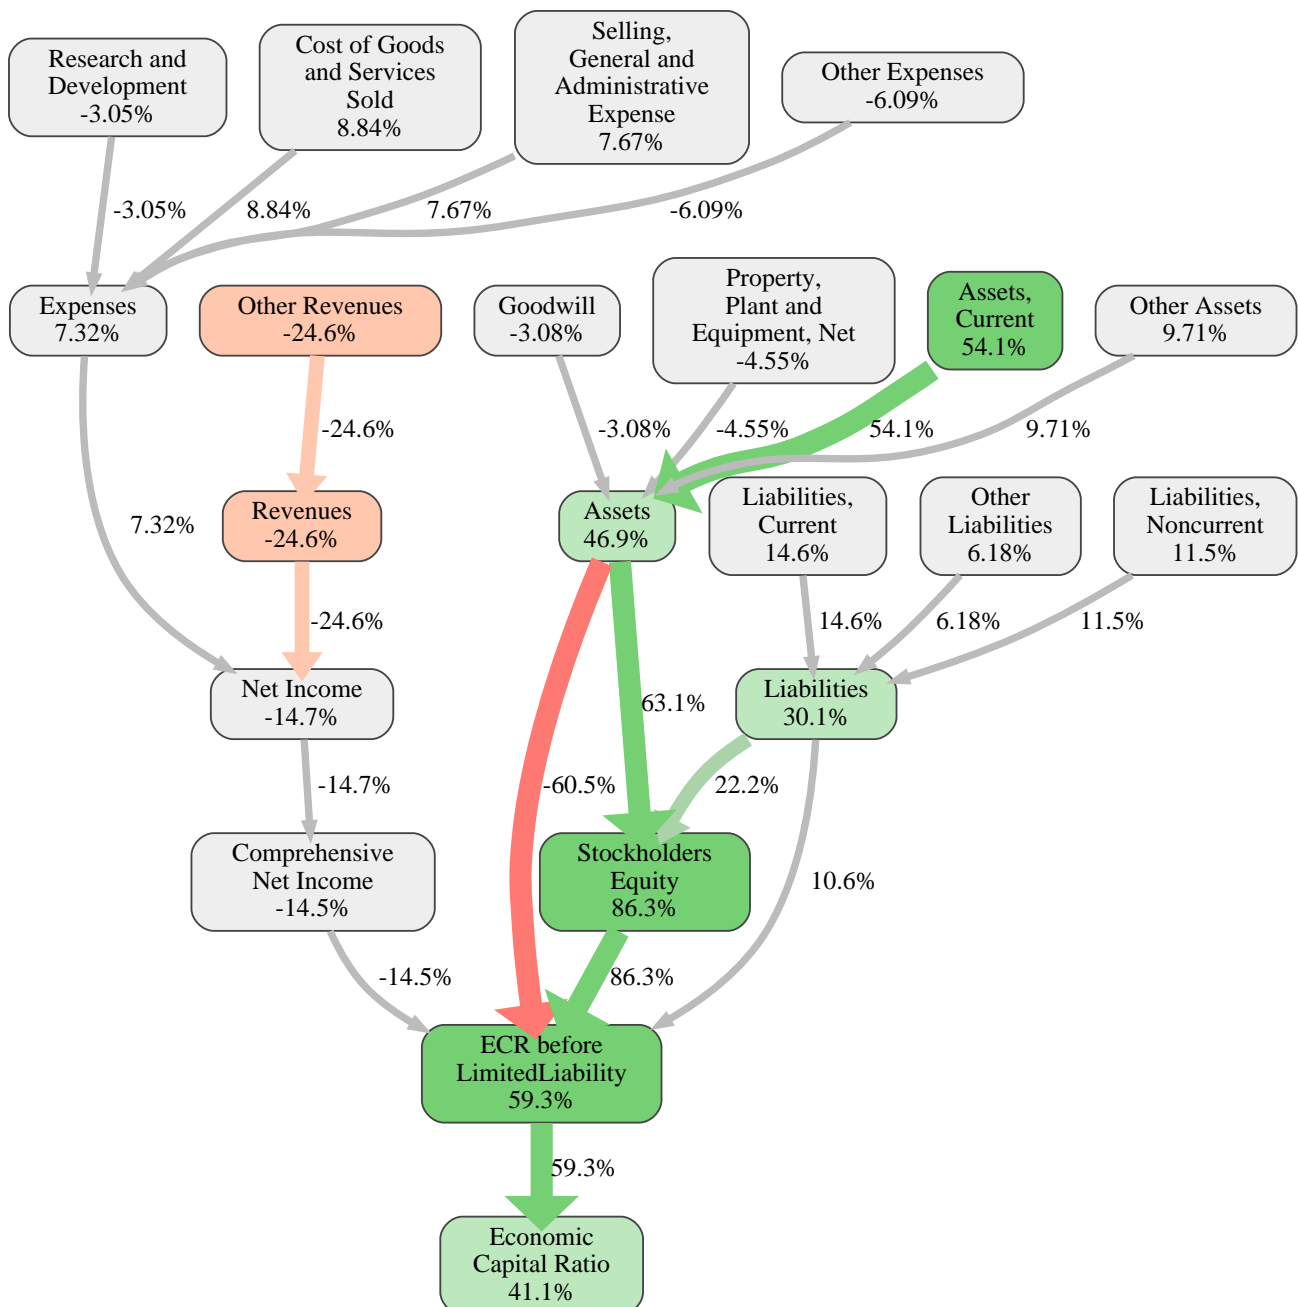 Research and
Development
-3.05%
Cost of Goods
and Services
Sold
8.84%
Selling,
General and
Administrative
Expense
7.67%
Other Expenses
-6.09%
-3.05%
8.84%
7.67%
-6.09%
Expenses
7.32%
Other Revenues
-24.6%
Goodwill
-3.08%
Property,
Plant and
Equipment, Net
-4.55%
Assets,
Current
54.1%
Other Assets
9.71%
-24.6%
-3.08%
-4.55%
54.1%
9.71%
7.32%
Revenues
-24.6%
Assets
46.9%
Liabilities,
Current
14.6%
Other
Liabilities
6.18%
Liabilities,
Noncurrent
11.5%
-24.6%
14.6%
6.18%
11.5%
Net Income
-14.7%
63.1%
Liabilities
30.1%
-14.7%
-60.5%
22.2%
Comprehensive
Net Income
-14.5%
Stockholders
Equity
86.3%
10.6%
-14.5%
86.3%
ECR before
LimitedLiability
59.3%
59.3%
Economic
Capital Ratio
41.1%